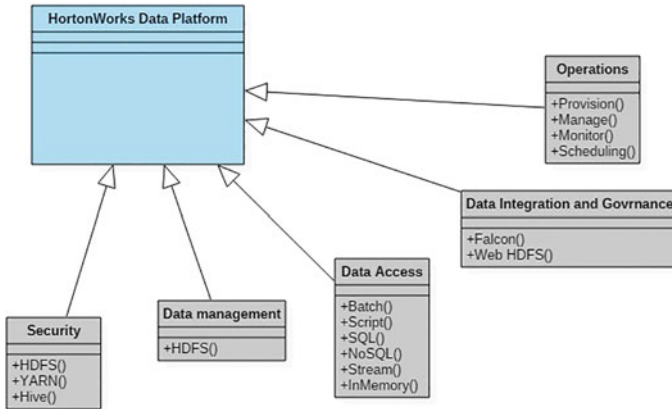 HortonWorks Data Platform
Operations
+Provision()
+Manage()
+Monitor()
+Scheduling()
Data Integration and Govrnance
+Falcon()
+Web HDFS()
Data Access
+Batch()
+Script()
+SQL()
+NoSQL()
+Stream()
+InMemory()
Data management
+HDFS()
Security
+HDFS()
+YARN()
+Hive()